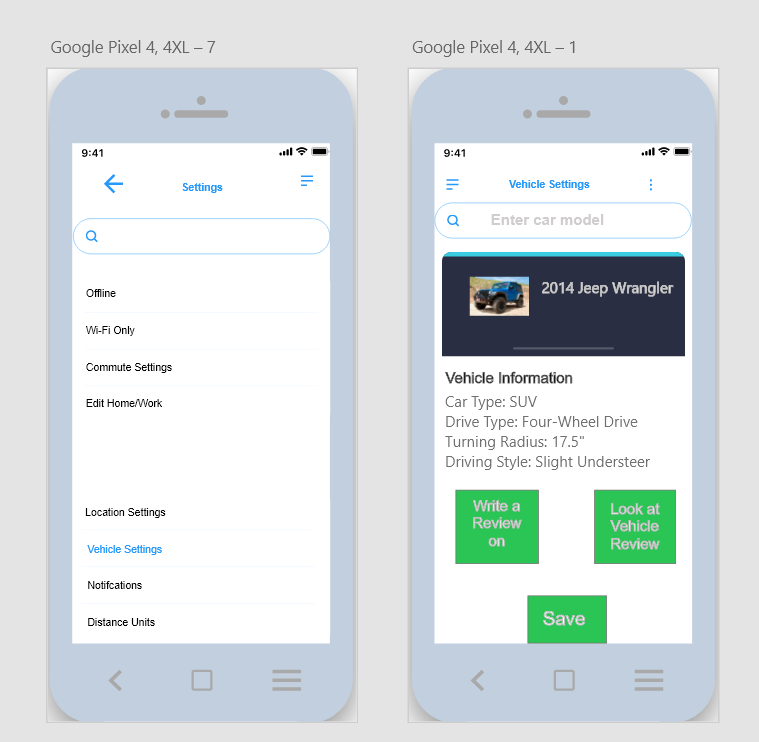 Google Pixel 4, 4XL – 7
9:41
Settings
Offline
Wi-Fi Only
Commute Settings
Edit Home/Work
Location Settings
Vehicle Settings
Notifcations
Distance Units
Google Pixel 4, 4XL – 1
9:41
Vehicle Settings
Enter car model
2014 Jeep Wrangler
Vehicle Information
Car Type: SUV
Drive Type: Four-Wheel Drive
Turning Radius: 17.5"
Driving Style: Slight Understeer
Write a
Review
on
Look at
Vehicle
Review
Save